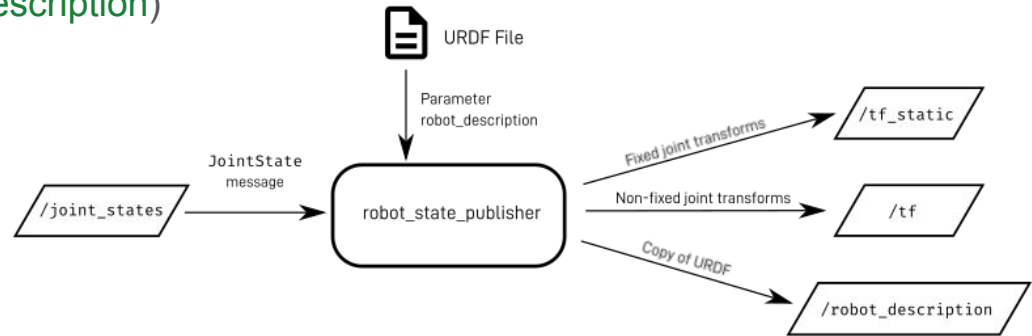 escription)
URDF File
Parameter
robot_description
JointState
message
/joint_states
robot_state_publisher
Fixed joint transforms
/tf_static
Non-fixed joint transforms
/tf
Copy of URDF
/robot_description